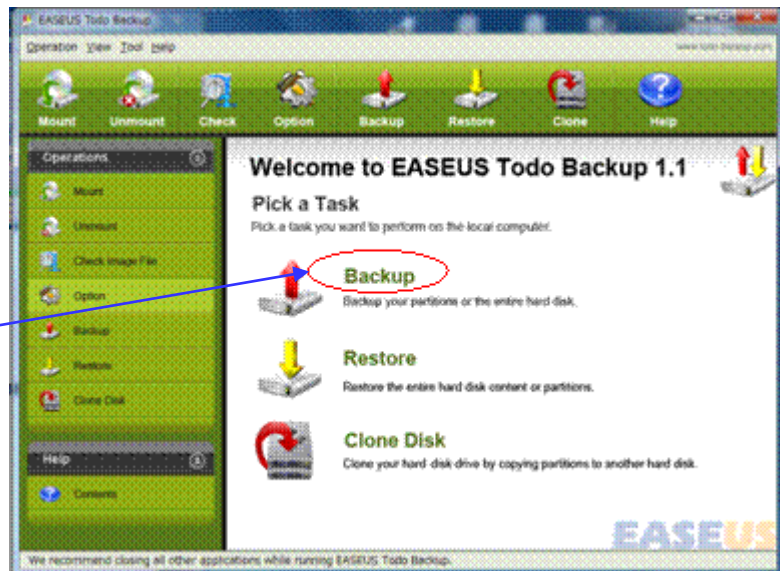 EASEUS Todo Backup
Operation View Tool Help
Mount Unmount Check Option Backup Restore Clone Help
Operations
Mount
Unmount
Check Image File
Option
Backup
Restore
Clone Disk
Help
Contents
Welcome to EASEUS Todo Backup 1.1
Pick a Task
Pick a task you want to perform on the local computer.
Backup
Backup your partitions or the entire hard disk.
Restore
Restore the entire hard disk content or partitions.
Clone Disk
Clone your hard disk drive by copying partitions to another hard disk.
EASEUS
We recommend closing all other applications while running EASEUS Todo Backup.